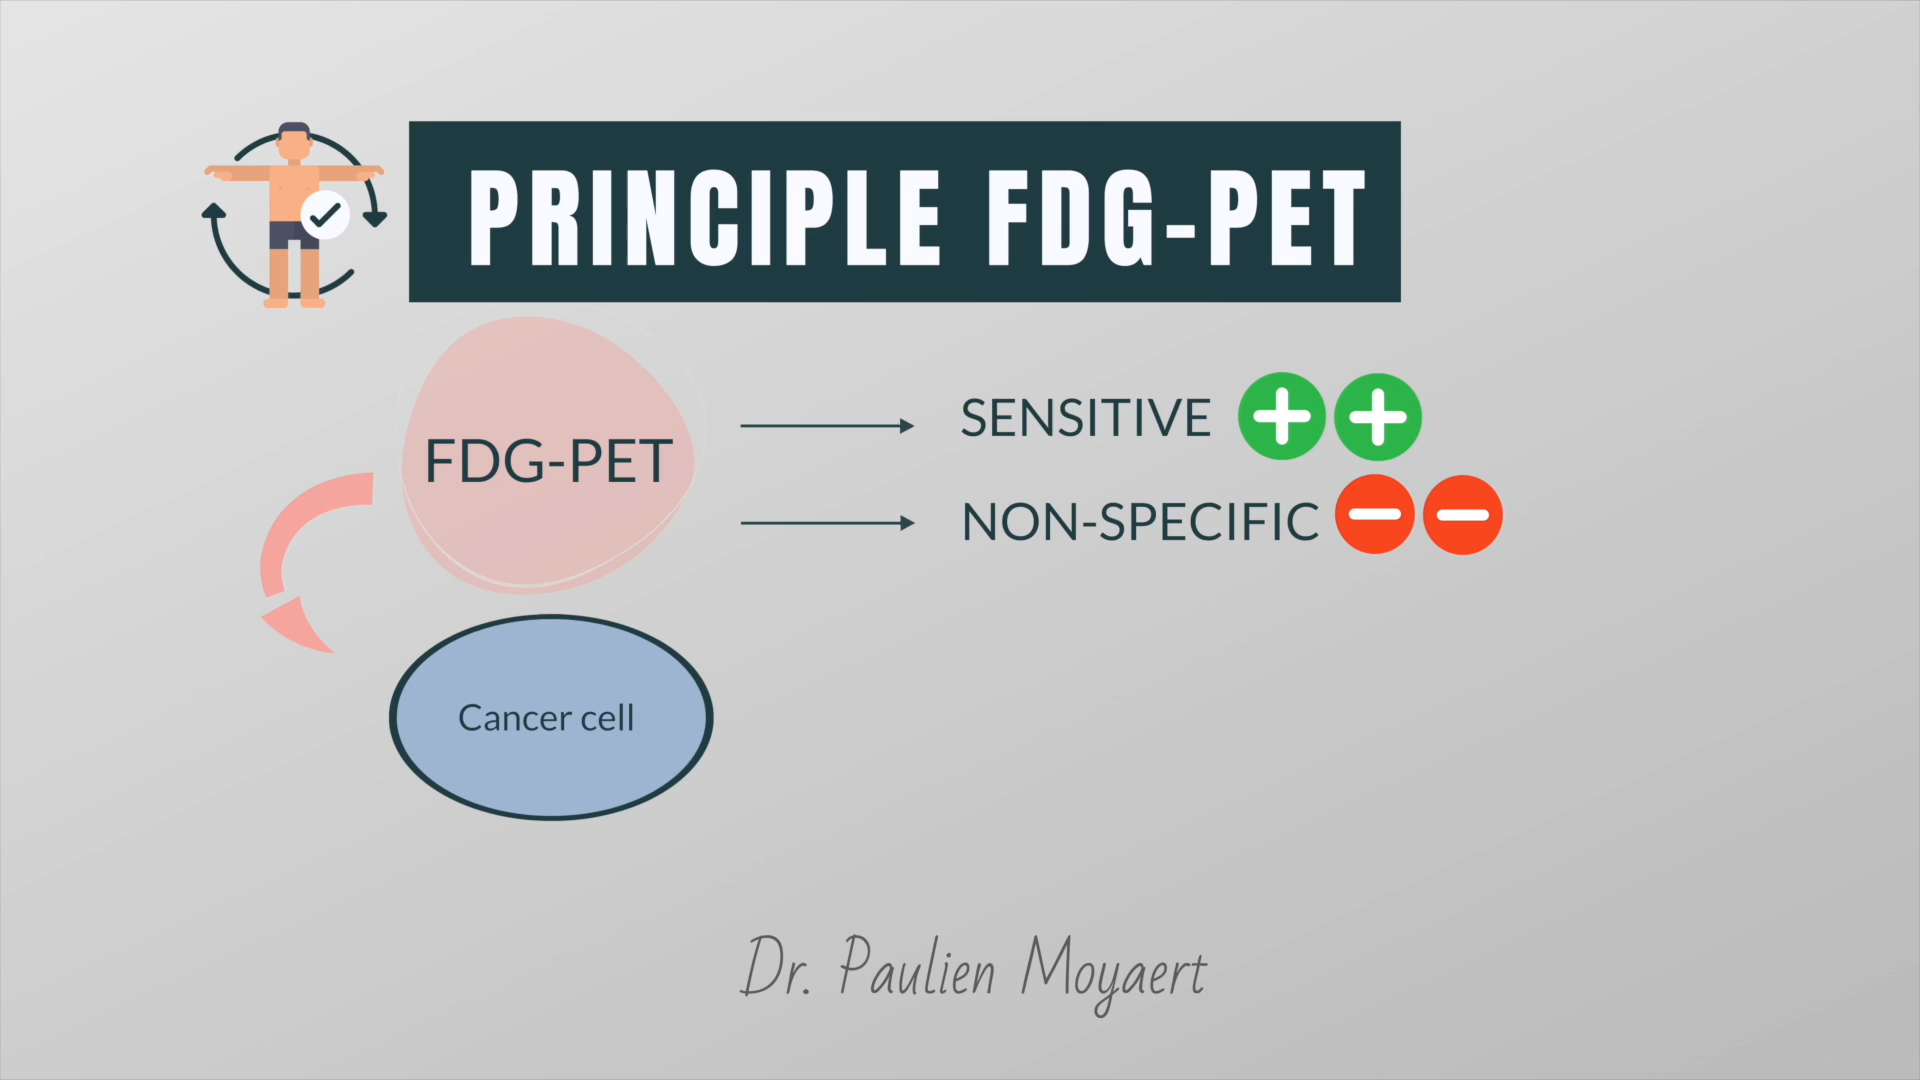 PRINCIPLE FDG-PET
FDG-PET
SENSITIVE
NON-SPECIFIC
Cancer cell
Dr. Paulien Moyaert